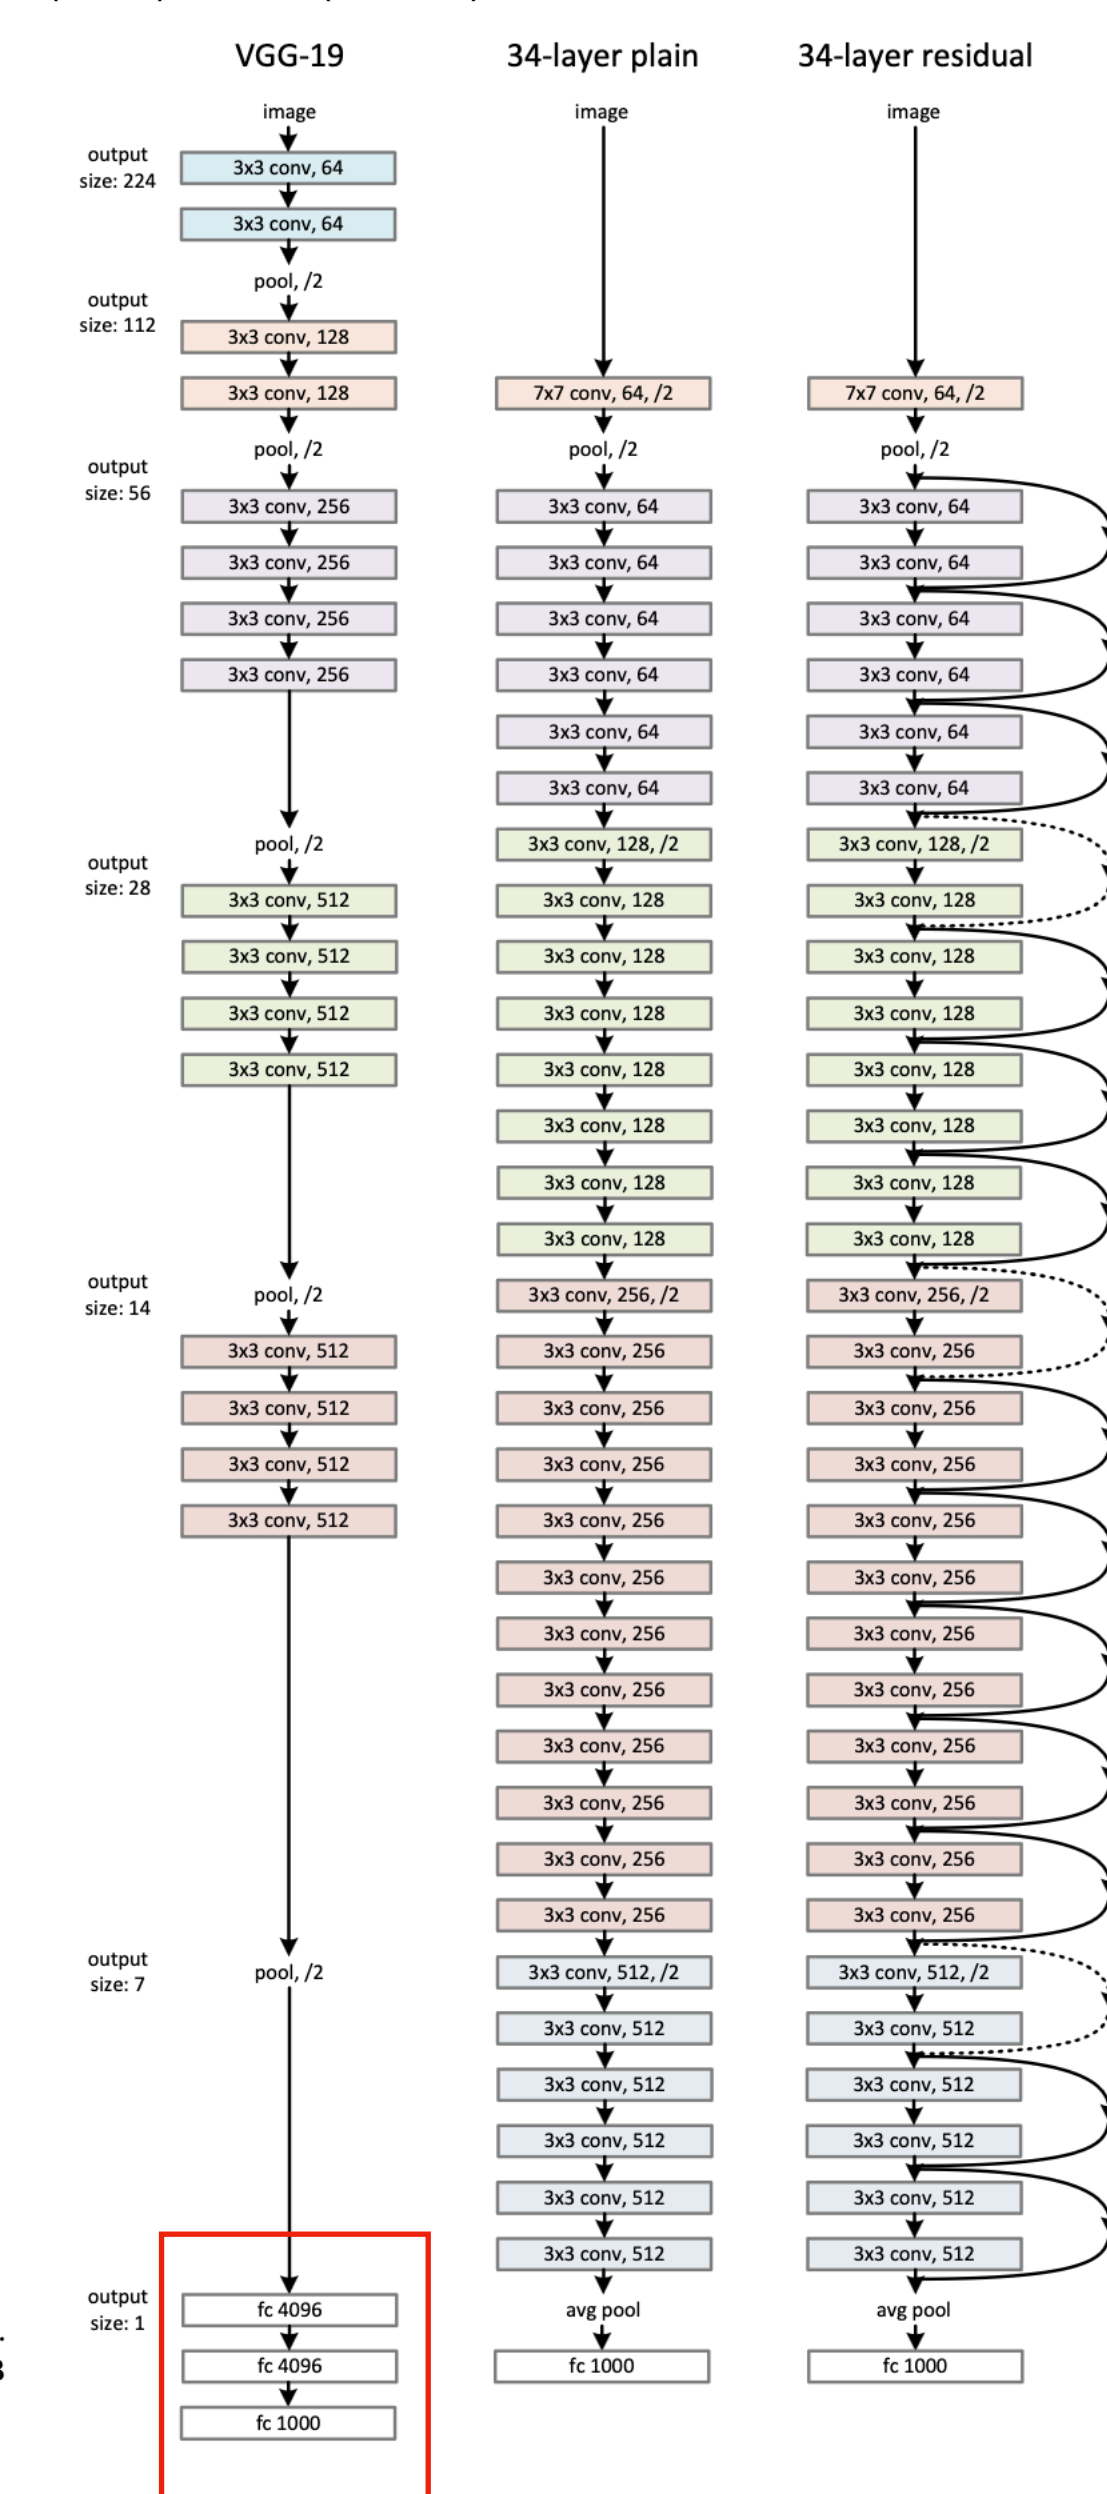 VGG-19
image
output
size: 224
3x3 conv, 64
3x3 conv, 64
pool, /2
output
size: 112
3x3 conv, 128
3x3 conv, 128
pool, /2
output
size: 56
3x3 conv, 256
3x3 conv, 256
3x3 conv, 256
3x3 conv, 256
pool, /2
output
size: 28
3x3 conv, 512
3x3 conv, 512
3x3 conv, 512
3x3 conv, 512
pool, /2
output
size: 14
3x3 conv, 512
3x3 conv, 512
3x3 conv, 512
3x3 conv, 512
output
size: 7
pool, /2
output
size: 1
fc 4096
fc 4096
fc 1000
34-layer plain
image
7x7 conv, 64, /2
pool, /2
3x3 conv, 64
3x3 conv, 64
3x3 conv, 64
3x3 conv, 64
3x3 conv, 64
3x3 conv, 64
3x3 conv, 128, /2
3x3 conv, 128
3x3 conv, 128
3x3 conv, 128
3x3 conv, 128
3x3 conv, 128
3x3 conv, 128
3x3 conv, 128
3x3 conv, 256, /2
3x3 conv, 256
3x3 conv, 256
3x3 conv, 256
3x3 conv, 256
3x3 conv, 256
3x3 conv, 256
3x3 conv, 256
3x3 conv, 256
3x3 conv, 256
3x3 conv, 256
3x3 conv, 256
3x3 conv, 512, /2
3x3 conv, 512
3x3 conv, 512
3x3 conv, 512
3x3 conv, 512
3x3 conv, 512
avg pool
fc 1000
34-layer residual
image
7x7 conv, 64, /2
pool, /2
3x3 conv, 64
3x3 conv, 64
3x3 conv, 64
3x3 conv, 64
3x3 conv, 64
3x3 conv, 64
3x3 conv, 128, /2
3x3 conv, 128
3x3 conv, 128
3x3 conv, 128
3x3 conv, 128
3x3 conv, 128
3x3 conv, 128
3x3 conv, 128
3x3 conv, 256, /2
3x3 conv, 256
3x3 conv, 256
3x3 conv, 256
3x3 conv, 256
3x3 conv, 256
3x3 conv, 256
3x3 conv, 256
3x3 conv, 256
3x3 conv, 256
3x3 conv, 256
3x3 conv, 256
3x3 conv, 512, /2
3x3 conv, 512
3x3 conv, 512
3x3 conv, 512
3x3 conv, 512
3x3 conv, 512
avg pool
fc 1000